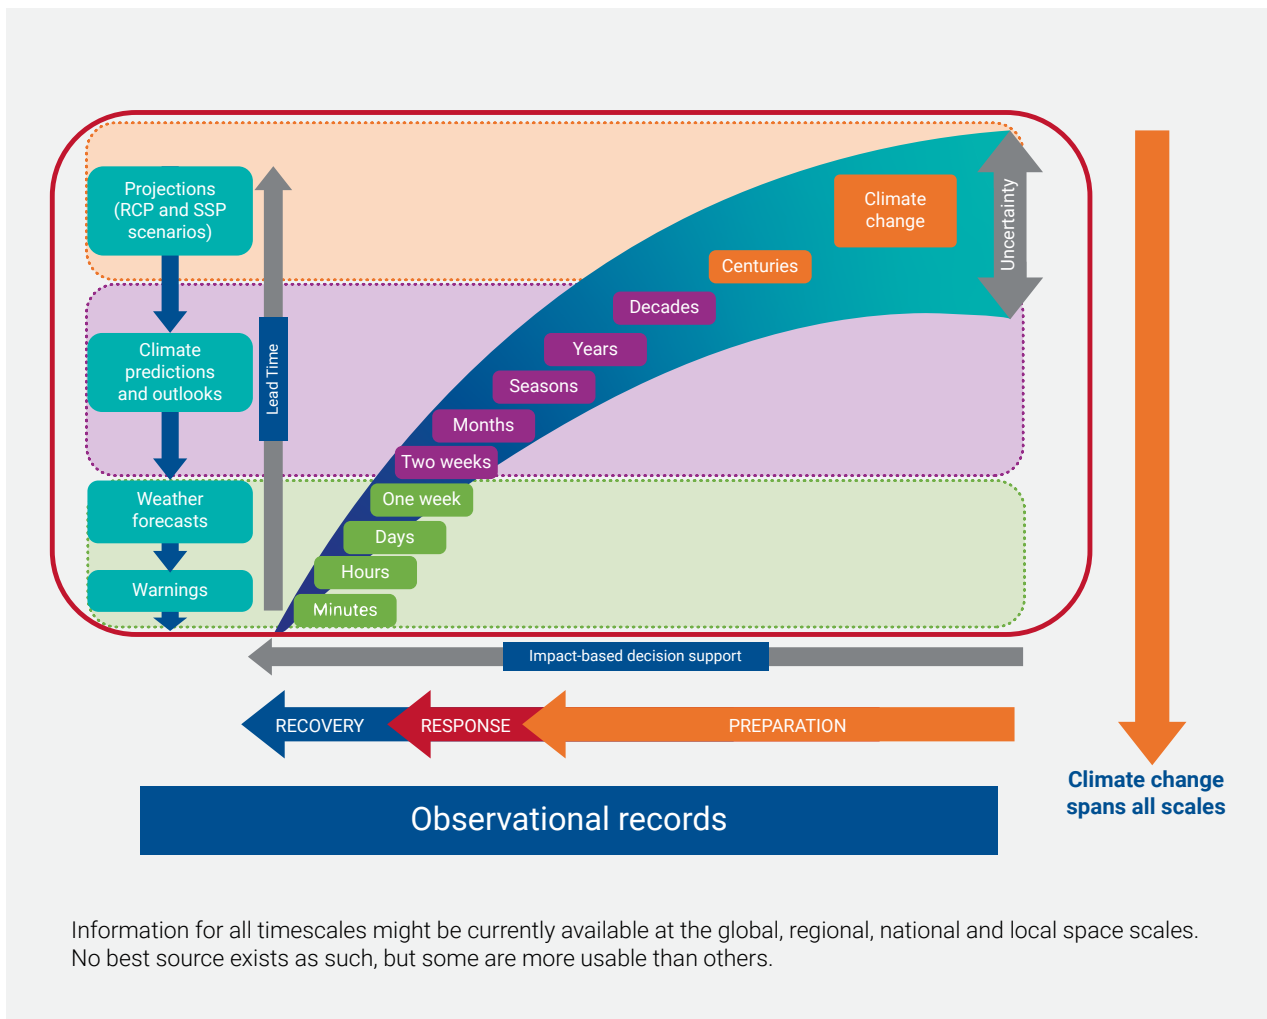 Projections
(RCP and SSP
scenarios)
Climate
predictions
and outlooks
Weather
forecasts
Warnings
Lead Time
Climate
change
Uncertainty
Centuries
Decades
Years
Seasons
Months
Two weeks
One week
Days
Hours
Minutes
Impact-based decision support
RECOVERY
RESPONSE
PREPARATION
Climate change
spans all scales
Observational records
Information for all timescales might be currently available at the global, regional, national and local space scales.
No best source exists as such, but some are more usable than others.